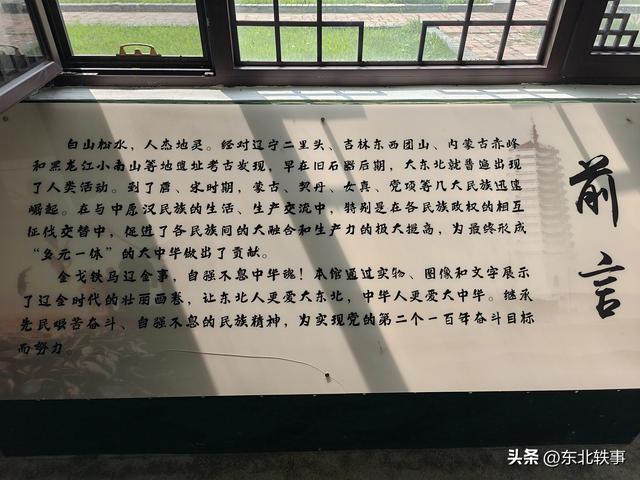 前言
白山松水，人杰地灵。经对辽宁二里头、吉林东西团山、内蒙古赤峰
和黑龙江小南山等地遗址考古发现，早在旧石器后期，大东北就普遍出现
了人类活动。到了唐、宋时期，蒙古、契丹、女真、党项等几大民族迅速
崛起。在与中原汉民族的生活、生产交流中，特别是在各民族政权的相互
征伐交替中，促进了各民族间的大融合和生产力的极大提高，为最终形成
“多元一体”的大中华做出了贡献。
金戈铁马辽金事，自强不息中华魂！本馆通过实物、图像和文字展示
了辽金时代的壮丽画卷，让东北人更爱大东北，中华人更爱大中华。继承
先民艰苦奋斗、自强不息的民族精神，为实现党的第二个一百年奋斗目标
而努力。
头条 @东北轶事